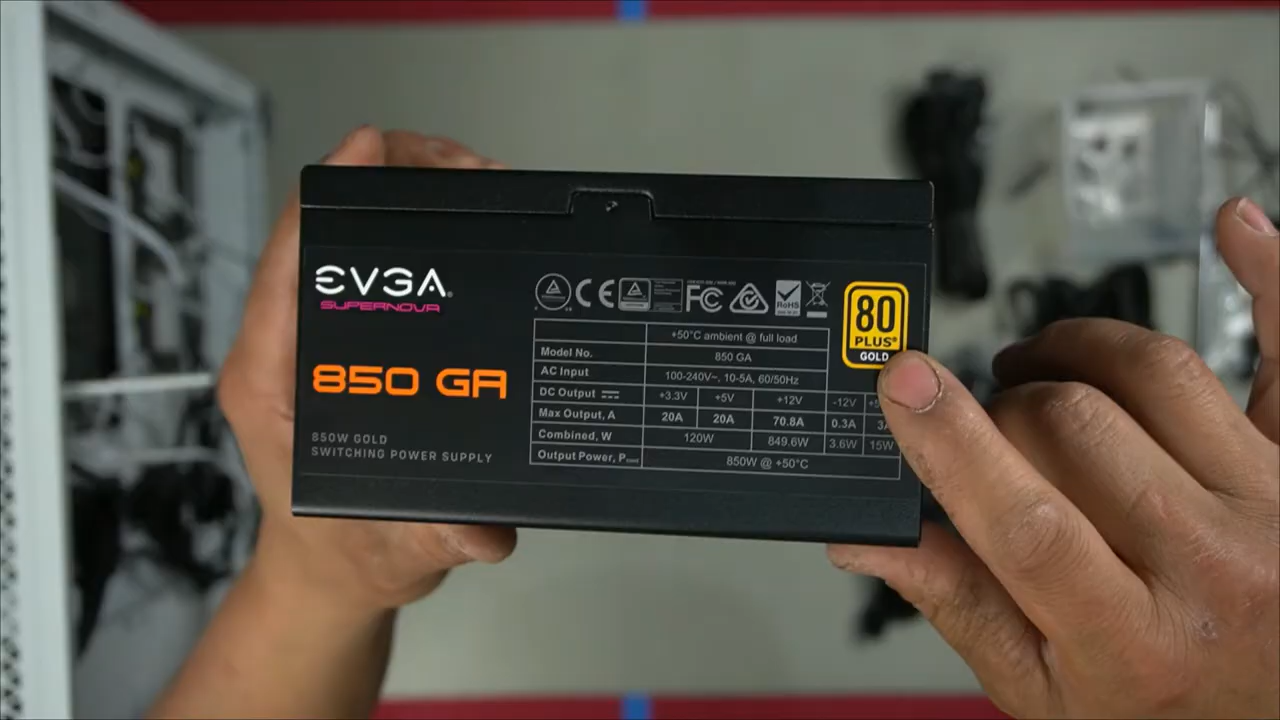 EVGA
SUPERNOVA
850 GA
850W GOLD
SWITCHING POWER SUPPLY
CE
FC
RoHS
80
PLUS®
GOLD
+50°C ambient @ full load
Model No. 850 GA
AC Input 100-240V~, 10-5A, 60/50Hz
DC Output +3.3V +5V +12V -12V
Max Output, A 20A 20A 70.8A 0.3A
Combined, W 120W 849.6W 3.6W 15W
Output Power, Pcont 850W @ +50°C